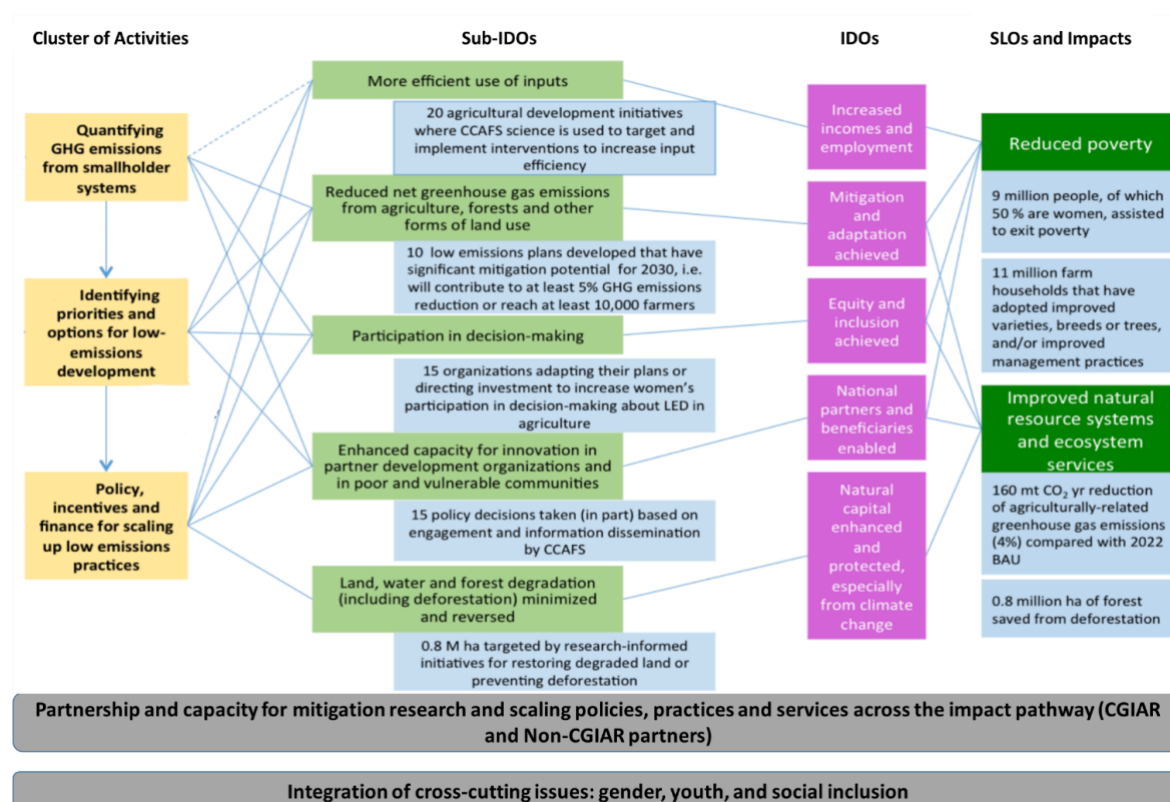 Cluster of Activities
Sub-IDOs
IDOs
SLOs and Impacts
Quantifying
GHG emissions
from smallholder
systems
Identifying
priorities and
options for low-
emissions
development
Policy,
incentives and
finance for scaling
up low emissions
practices
More efficient use of inputs
20 agricultural development initiatives
where CCAFS science is used to target and
implement interventions to increase input
efficiency
Reduced net greenhouse gas emissions
from agriculture, forests and other
forms of land use
10 low emissions plans developed that have
significant mitigation potential for 2030, i.e.
will contribute to at least 5% GHG emissions
reduction or reach at least 10,000 farmers
Participation in decision-making
15 organizations adapting their plans or
directing investment to increase women's
participation in decision-making about LED in
agriculture
Enhanced capacity for innovation in
partner development organizations and
in poor and vulnerable communities
15 policy decisions taken (in part) based on
engagement and information dissemination
by CCAFS
Land, water and forest degradation
(including deforestation) minimized
and reversed
0.8 M ha targeted by research-informed
initiatives for restoring degraded land or
preventing deforestation
Increased
incomes and
employment
Mitigation
and
adaptation
achieved
Equity and
inclusion
achieved
National
partners and
beneficiaries
enabled
Natural
capital
enhanced
and
protected,
especially
from climate
change
Reduced poverty
9 million people, of which
50 % are women, assisted
to exit poverty
11 million farm
households that have
adopted improved
varieties, breeds or trees,
and/or improved
management practices
Improved natural
resource systems
and ecosystem
services
160 mt CO₂ yr reduction
of agriculturally-related
greenhouse gas emissions
(4%) compared with 2022
BAU
0.8 million ha of forest
saved from deforestation
Partnership and capacity for mitigation research and scaling policies, practices and services across the impact pathway (CGIAR
and Non-CGIAR partners)
Integration of cross-cutting issues: gender, youth, and social inclusion